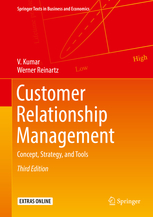 Springer Texts in Business and Economics
V. Kumar
Werner Reinartz
High
Low
Customer
Relationship
Management
Concept, Strategy, and Tools
Third Edition
EXTRAS ONLINE
Springer